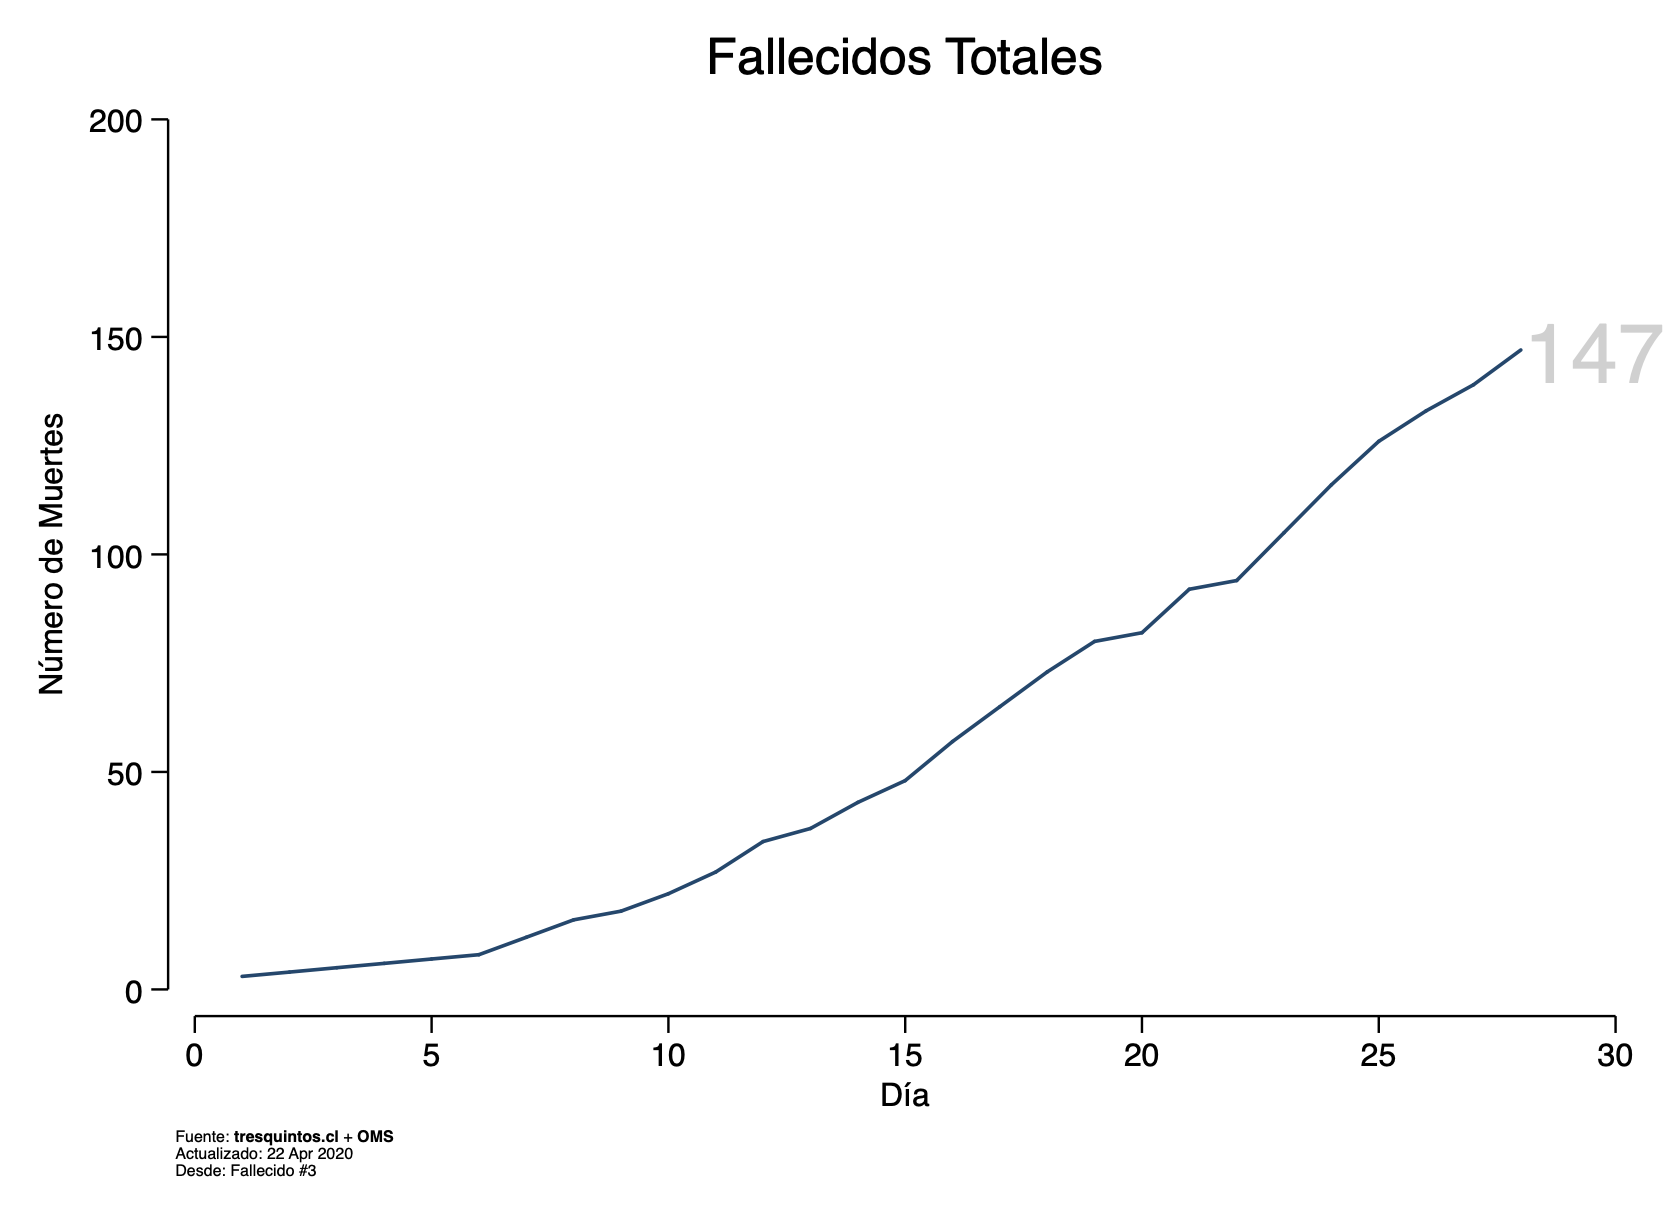 Fallecidos Totales
200
150
100
50
0
Número de Muertes
147
0 5 10 15 20 25 30
Día
Fuente: tresquintos.cl + OMS
Actualizado: 22 Apr 2020
Desde: Fallecido #3